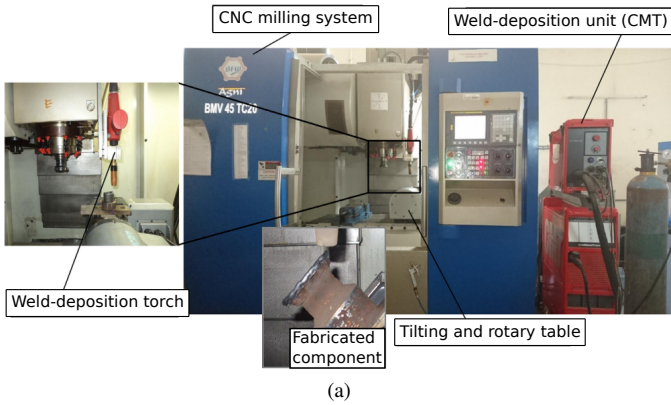 CNC milling system
Weld-deposition unit (CMT)
Agni
BMV 45 TC20
Weld-deposition torch
Fabricated
component
Tilting and rotary table
(a)